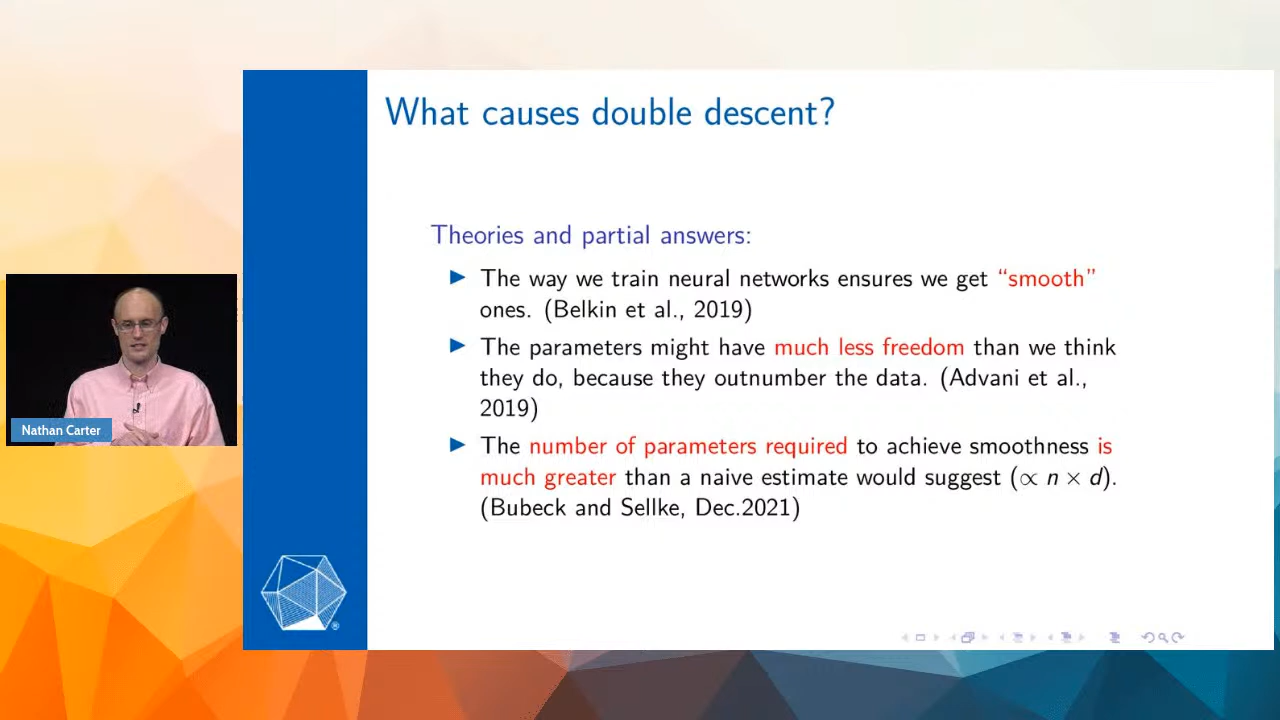 What causes double descent?
Theories and partial answers:
The way we train neural networks ensures we get “smooth”
ones. (Belkin et al., 2019)
The parameters might have much less freedom than we think
they do, because they outnumber the data. (Advani et al.,
2019)
The number of parameters required to achieve smoothness is
much greater than a naive estimate would suggest (∝ n × d).
(Bubeck and Sellke, Dec.2021)
Nathan Carter
®